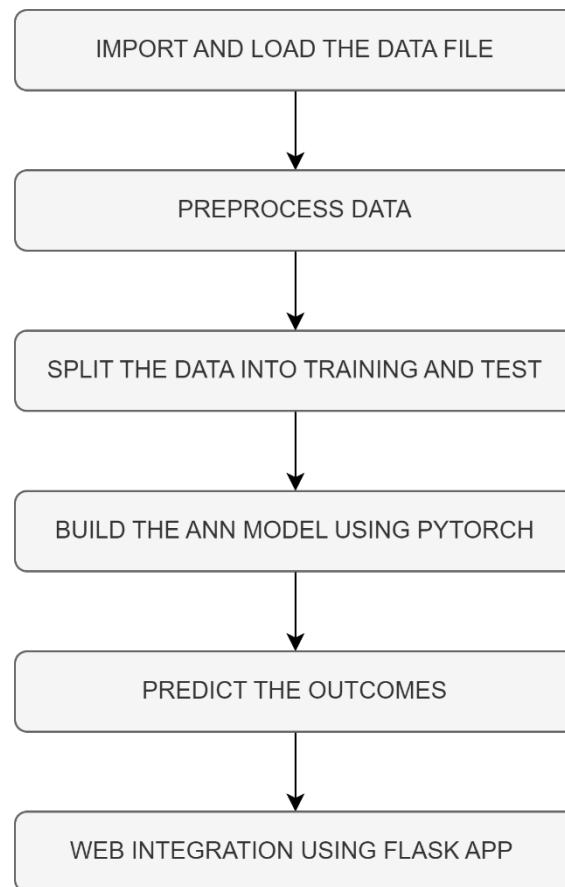 IMPORT AND LOAD THE DATA FILE
PREPROCESS DATA
SPLIT THE DATA INTO TRAINING AND TEST
BUILD THE ANN MODEL USING PYTORCH
PREDICT THE OUTCOMES
WEB INTEGRATION USING FLASK APP